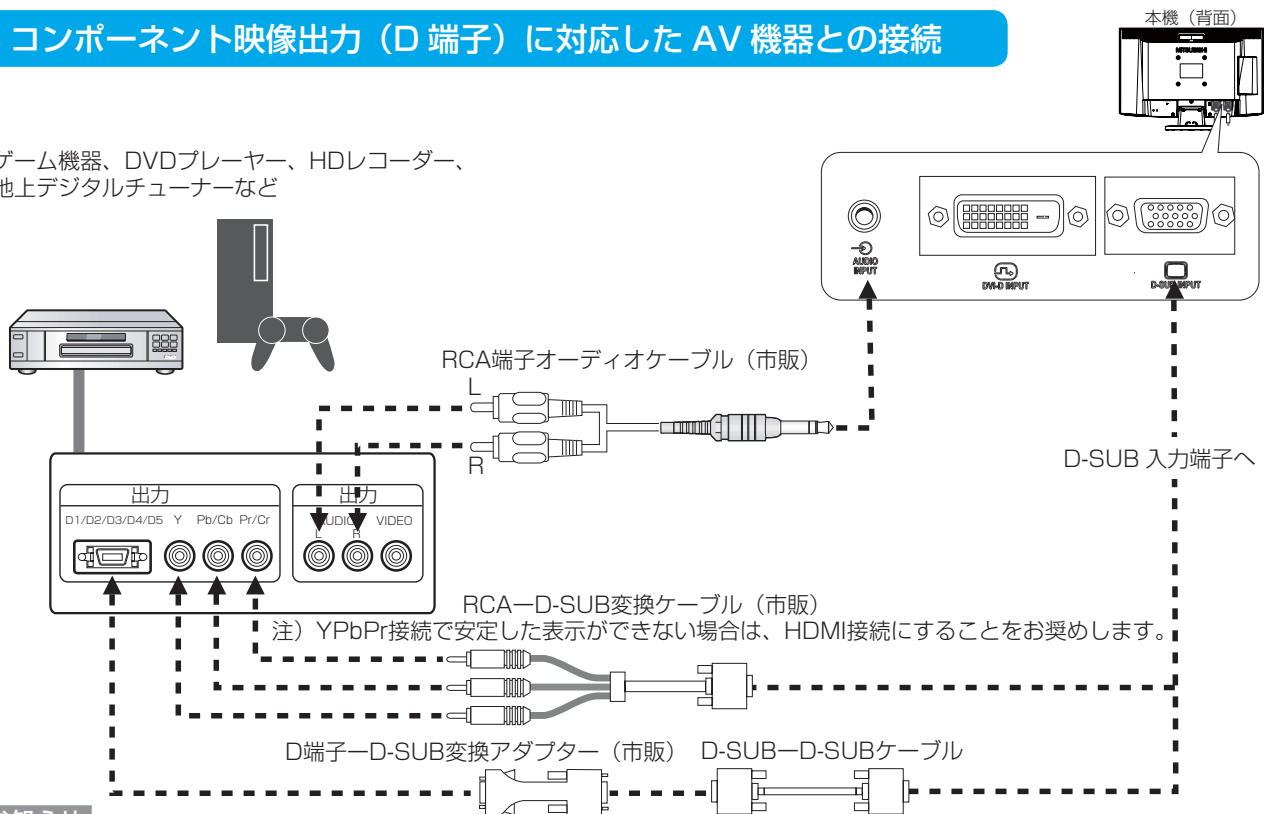 コンポーネント映像出力（D 端子）に対応した AV 機器との接続
本機（背面）
MITSUBISHI
ゲーム機器、DVDプレーヤー、HDレコーダー、
地上デジタルチューナーなど
AUDIO
INPUT
DVI-D INPUT
D-SUB INPUT
RCA端子オーディオケーブル（市販）
L
R
D-SUB 入力端子へ
出力
出力
D1/D2/D3/D4/D5 Y Pb/Cb Pr/Cr
AUDIO VIDEO
L R
RCAーD-SUB変換ケーブル（市販）
注）YPbPr接続で安定した表示ができない場合は、HDMI接続にすることをお奨めします。
D端子ーD-SUB変換アダプター（市販） D-SUBーD-SUBケーブル